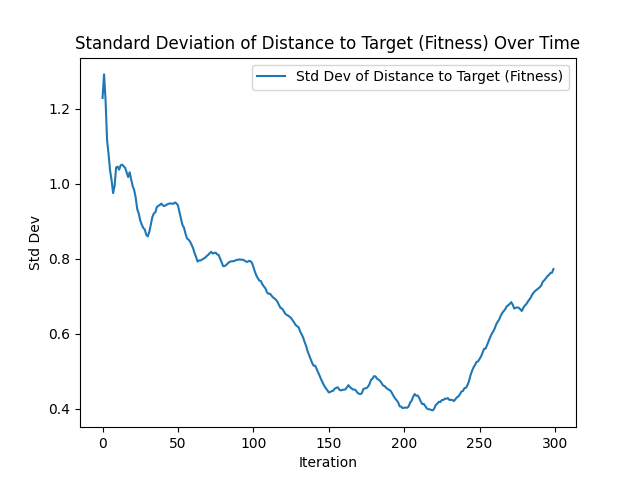 Standard Deviation of Distance to Target (Fitness) Over Time
Std Dev of Distance to Target (Fitness)
Std Dev
1.2
1.0
0.8
0.6
0.4
0 50 100 150 200 250 300
Iteration